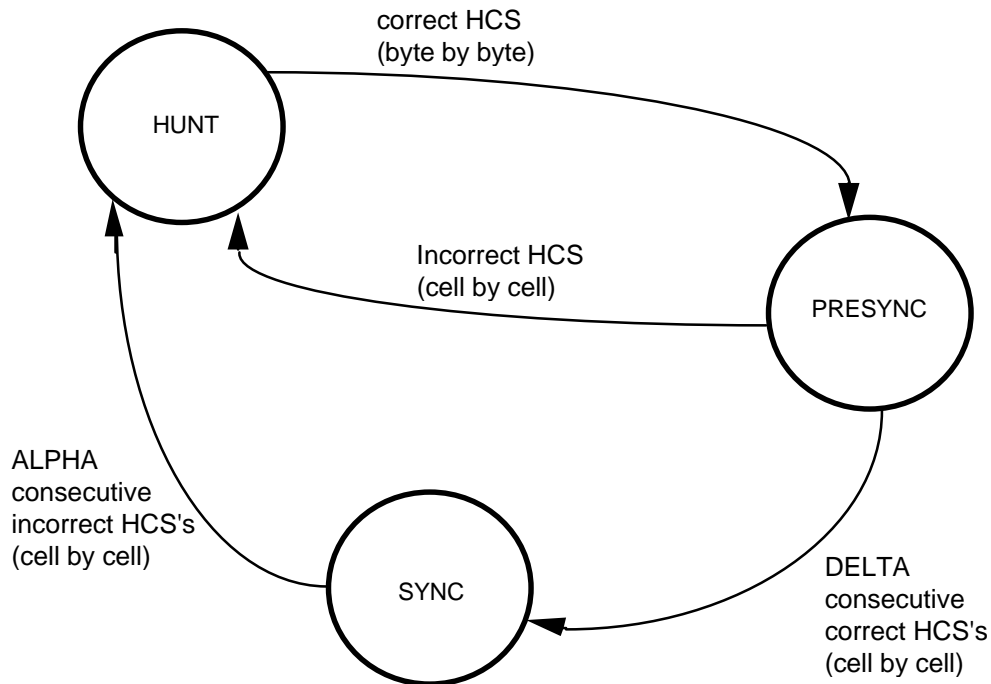 correct HCS
(byte by byte)
HUNT
Incorrect HCS
(cell by cell)
PRESYNC
ALPHA
consecutive
incorrect HCS's
(cell by cell)
SYNC
DELTA
consecutive
correct HCS's
(cell by cell)